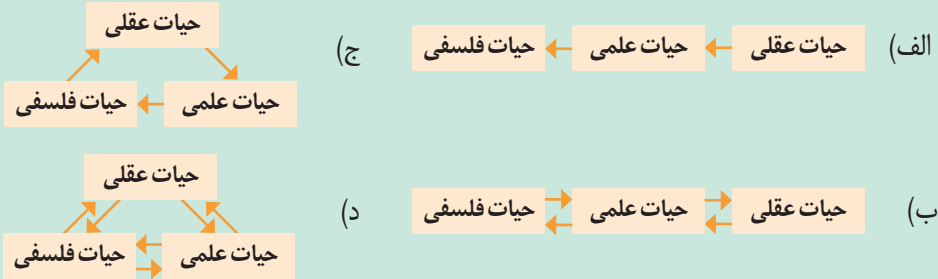 الف) حیات عقلی حیات علمی حیات فلسفی
ج) حیات عقلی
حیات علمی حیات فلسفی
ب) حیات عقلی حیات علمی حیات فلسفی
د) حیات عقلی
حیات علمی حیات فلسفی